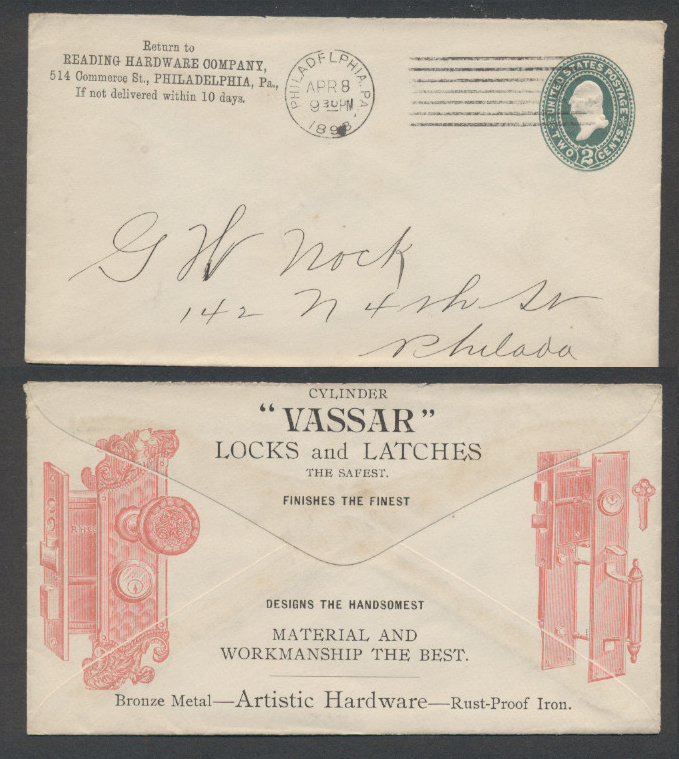 Return to
READING HARDWARE COMPANY,
514 Commerce St., PHILADELPHIA, Pa.,
If not delivered within 10 days.
PHILADELPHIA, PA.
APR 8
9 30 PM
1898
UNITED STATES POSTAGE
TWO 2 CENTS
G W Nock
142 N 4th St
Philada
CYLINDER
"VASSAR"
LOCKS and LATCHES
THE SAFEST.
FINISHES THE FINEST
DESIGNS THE HANDSOMEST
MATERIAL AND
WORKMANSHIP THE BEST.
Bronze Metal—Artistic Hardware—Rust-Proof Iron.